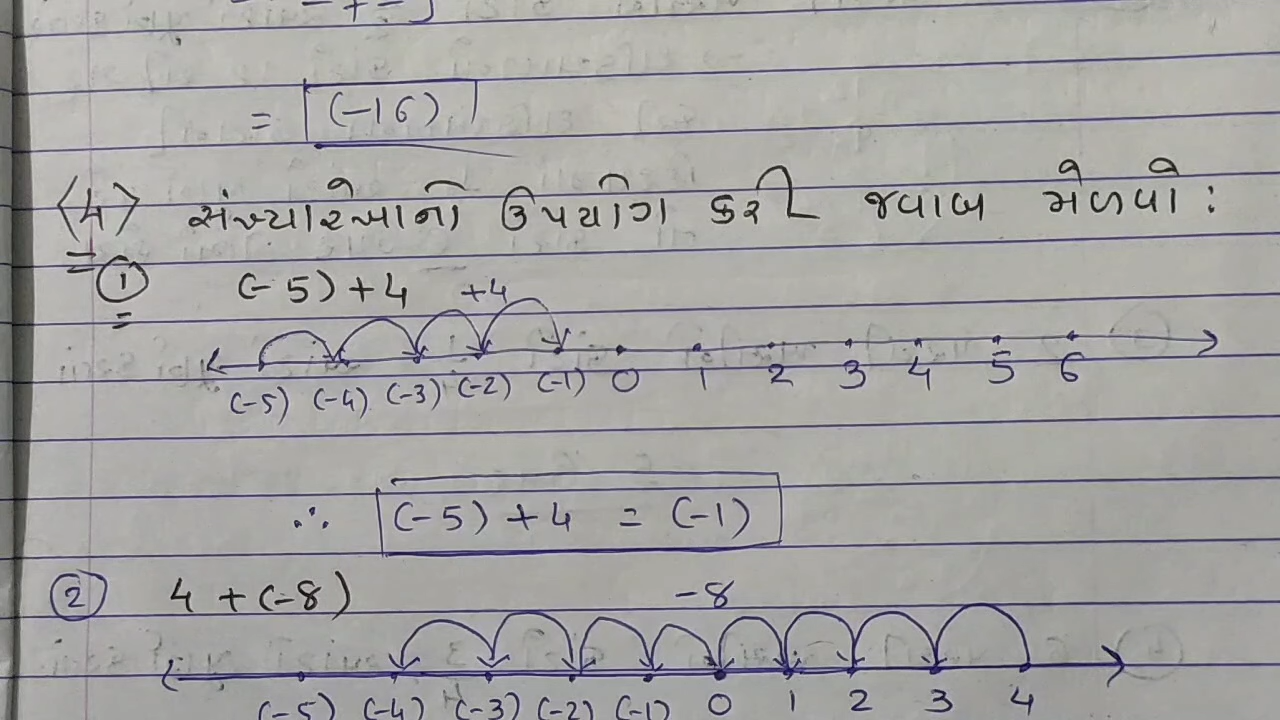 = (-16)
<4> સંખ્યારેખાનો ઉપયોગ કરી જવાબ મેળવો :
① (-5) + 4 +4
(-5) (-4) (-3) (-2) (-1) 0 1 2 3 4 5 6
∴ (-5) + 4 = (-1)
② 4 + (-8) -8
(-5) (-4) (-3) (-2) (-1) 0 1 2 3 4